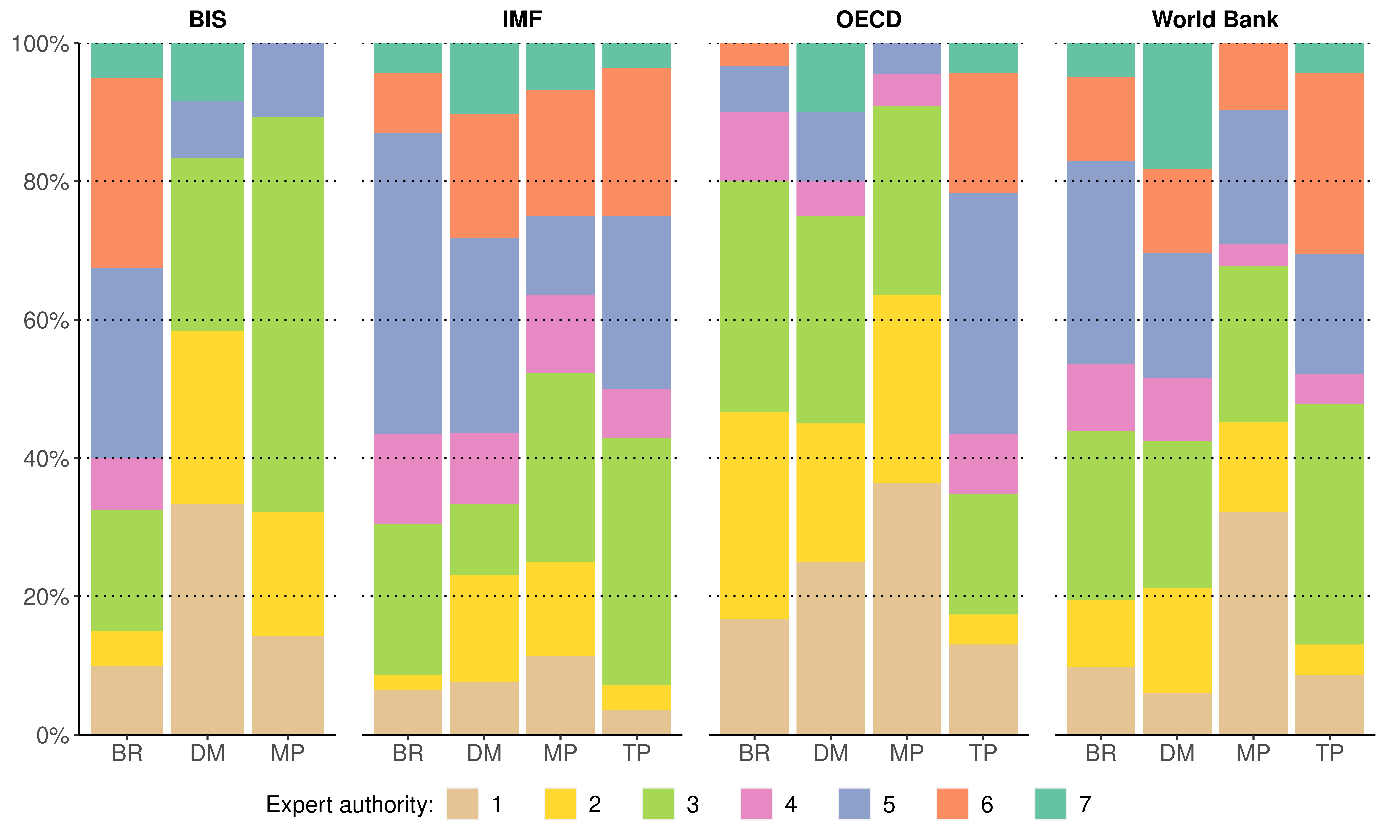 BIS IMF OECD World Bank
100%
80%
60%
40%
20%
0%
BR DM MP BR DM MP TP BR DM MP TP BR DM MP TP
Expert authority: 1 2 3 4 5 6 7